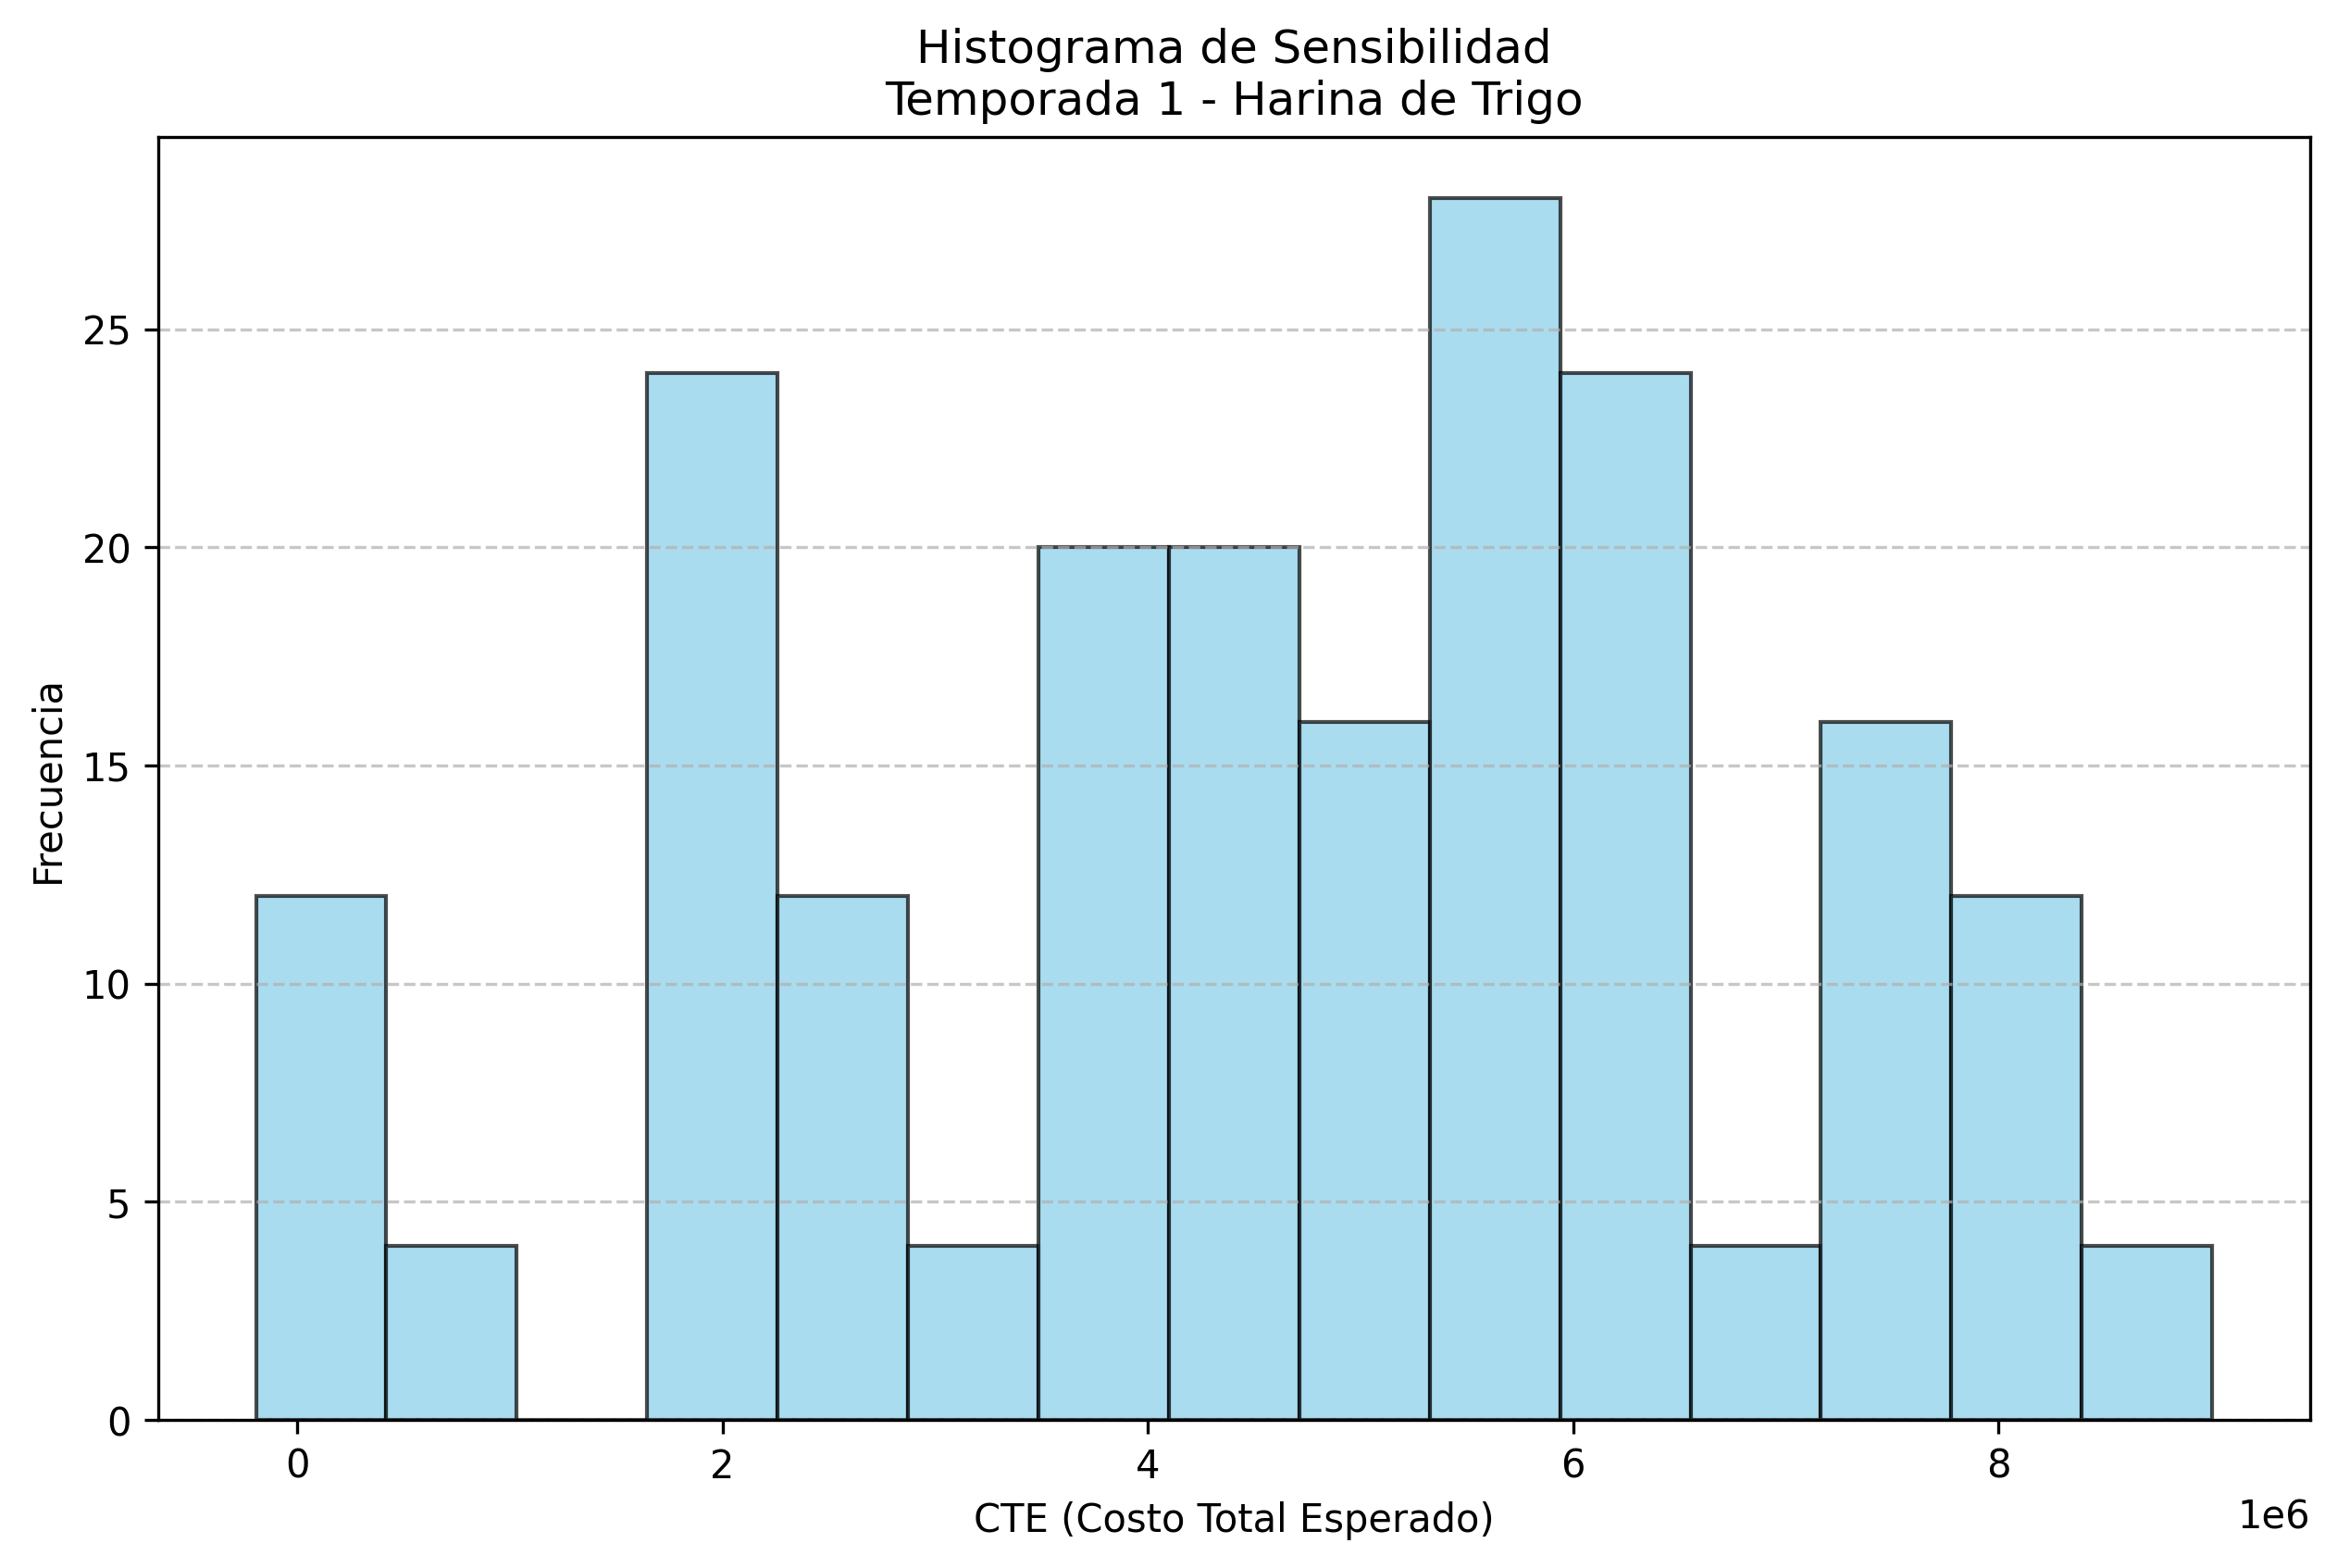 Histograma de Sensibilidad
Temporada 1 - Harina de Trigo
Frecuencia
25
20
15
10
5
0
0 2 4 6 8
1e6
CTE (Costo Total Esperado)